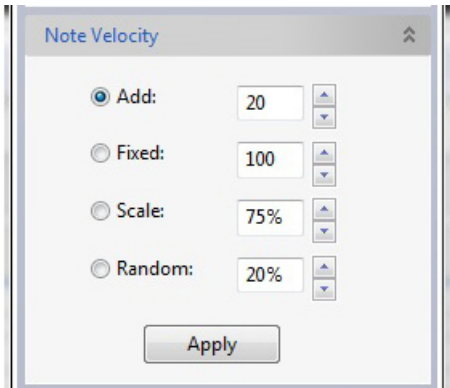 Note Velocity
Add: 20
Fixed: 100
Scale: 75%
Random: 20%
Apply